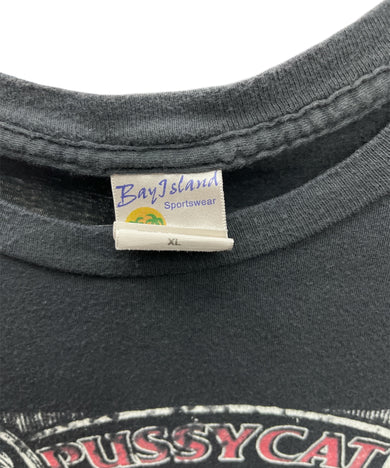 Bay Island
Sportswear
XL
PUSSYCAT